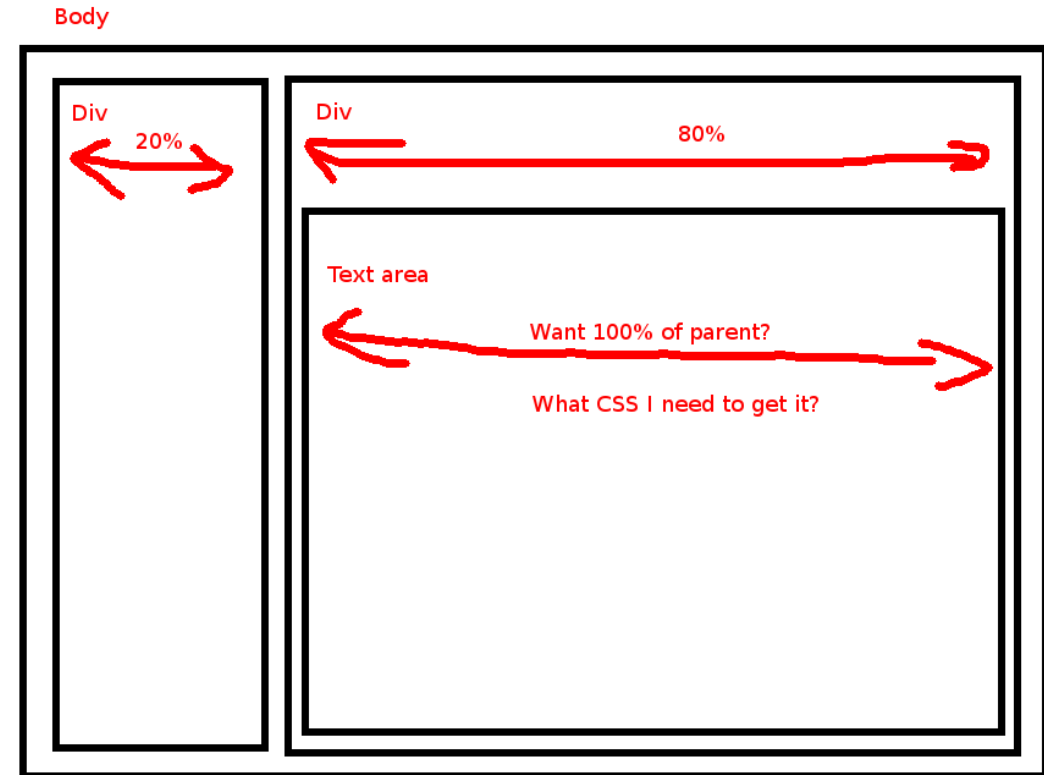 Body
Div
20%
Div
80%
Text area
Want 100% of parent?
What CSS I need to get it?